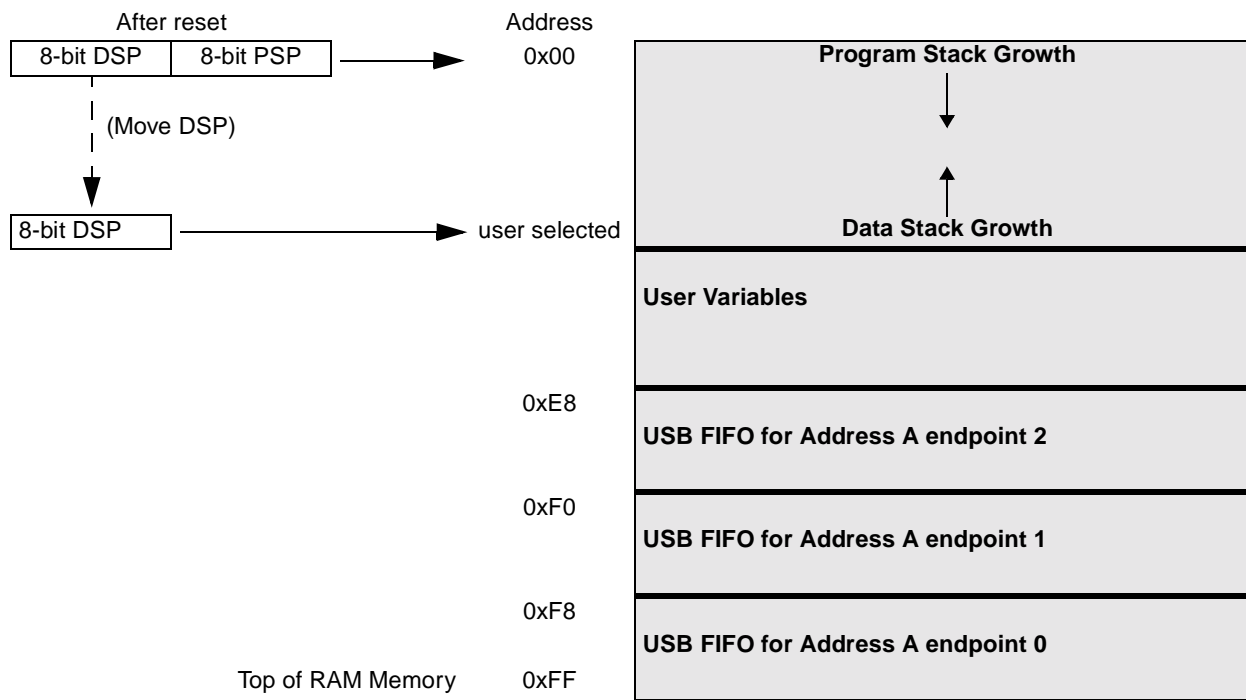 After reset
Address
8-bit DSP 8-bit PSP
0x00
Program Stack Growth
(Move DSP)
8-bit DSP
user selected
Data Stack Growth
User Variables
0xE8
USB FIFO for Address A endpoint 2
0xF0
USB FIFO for Address A endpoint 1
0xF8
USB FIFO for Address A endpoint 0
Top of RAM Memory
0xFF